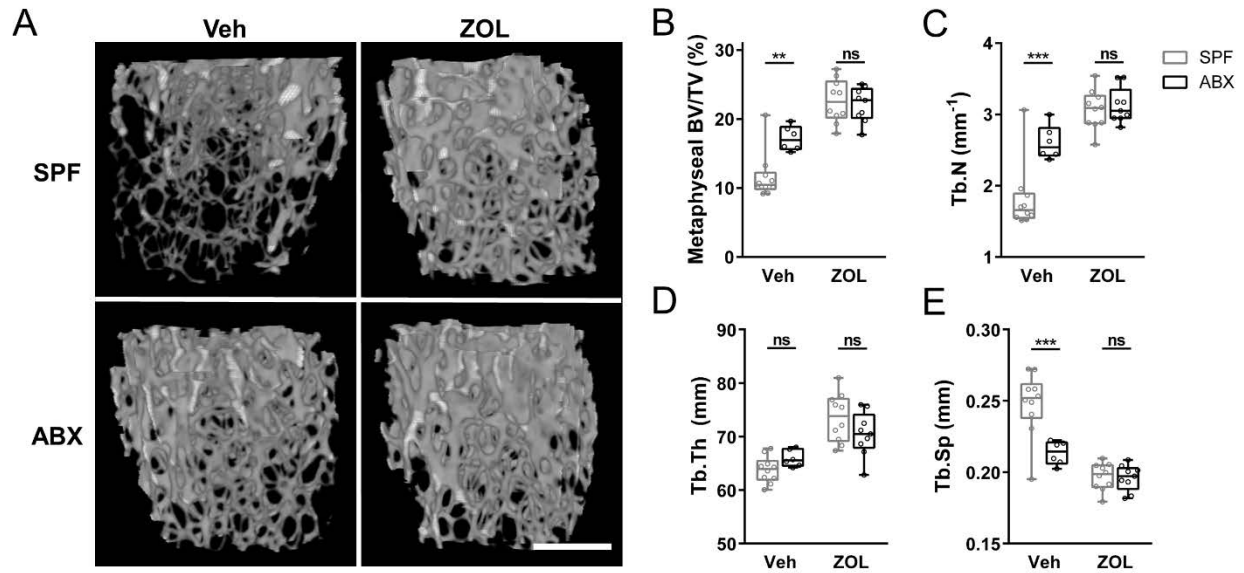 A
Veh
ZOL
SPF
ABX
B
Metaphyseal BV/TV (%)
30
20
10
0
**
ns
Veh
ZOL
C
Tb.N (mm⁻¹)
4
3
2
1
***
ns
Veh
ZOL
SPF
ABX
D
Tb.Th (mm)
90
80
70
60
50
ns
ns
Veh
ZOL
E
Tb.Sp (mm)
0.30
0.25
0.20
0.15
***
ns
Veh
ZOL